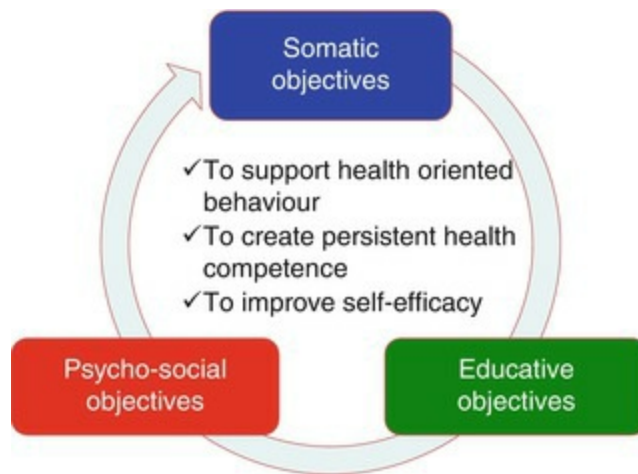 Somatic
objectives
✓To support health oriented
behaviour
✓To create persistent health
competence
✓To improve self-efficacy
Psycho-social
objectives
Educative
objectives